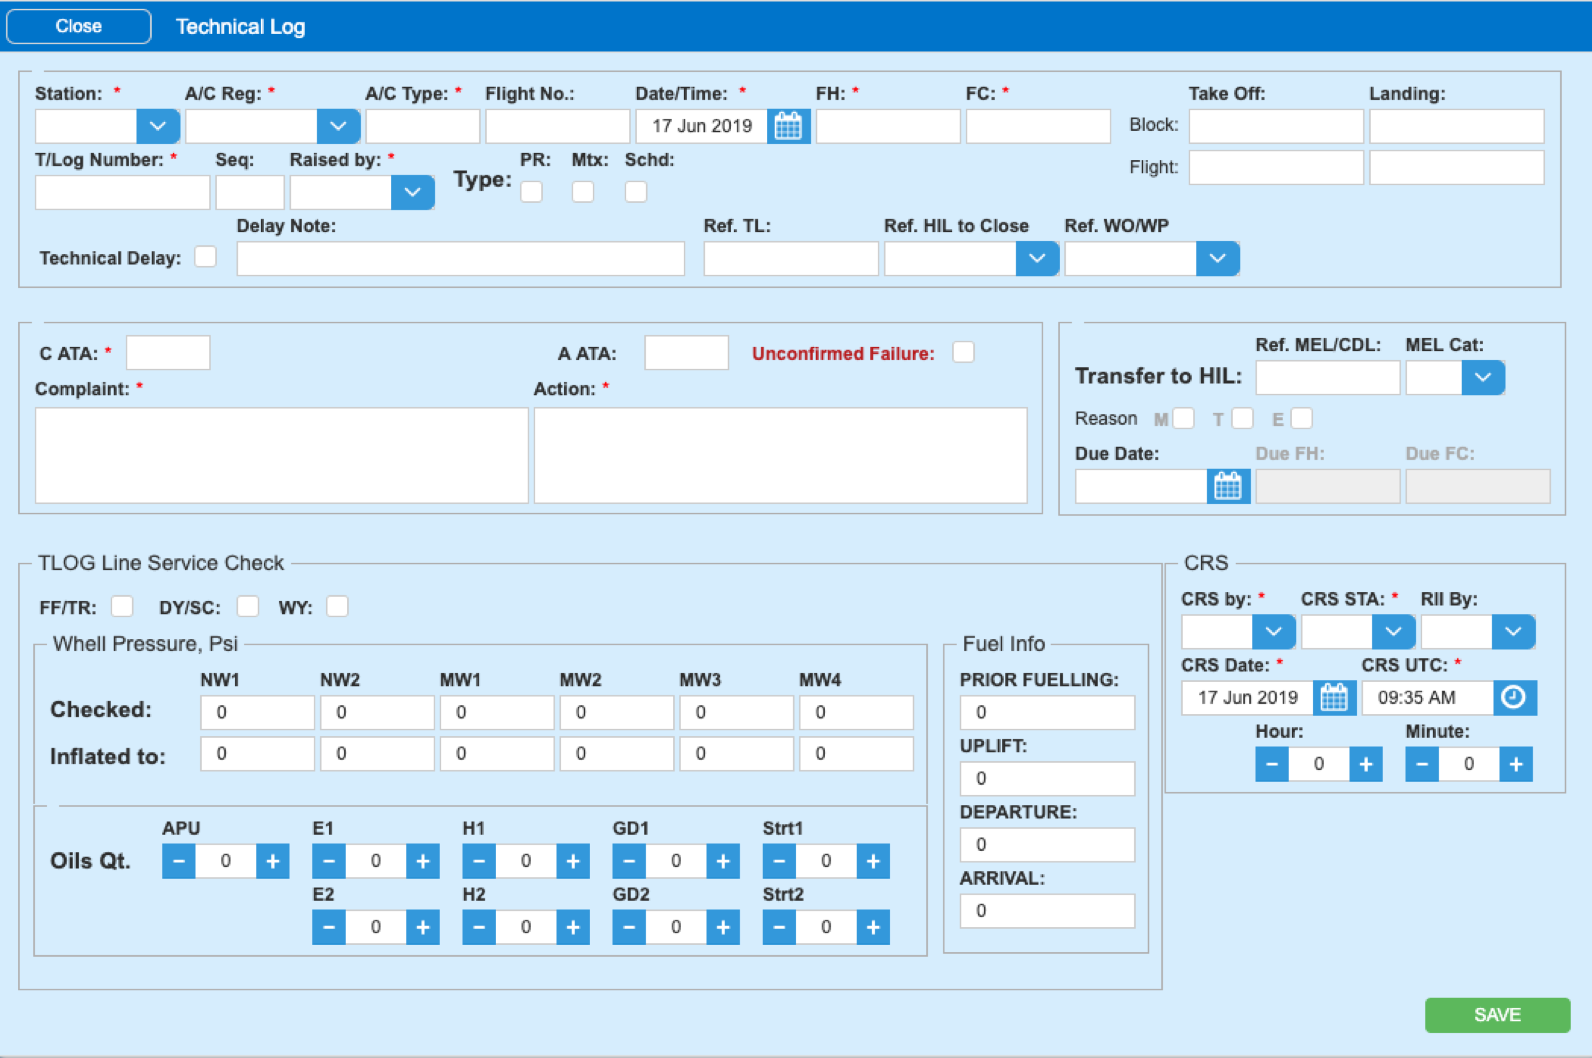 Close Technical Log
Station: * A/C Reg: * A/C Type: * Flight No.: Date/Time: * FH: * FC: * Take Off: Landing:
17 Jun 2019 Block:
T/Log Number: * Seq: Raised by: * Type: PR: Mtx: Schd: Flight:
Delay Note: Ref. TL: Ref. HIL to Close Ref. WO/WP
Technical Delay:
C ATA: * A ATA: Unconfirmed Failure:
Complaint: * Action: *
Ref. MEL/CDL: MEL Cat:
Transfer to HIL:
Reason M T E
Due Date: Due FH: Due FC:
TLOG Line Service Check
FF/TR: DY/SC: WY:
Whell Pressure, Psi
NW1 NW2 MW1 MW2 MW3 MW4
Checked: 0 0 0 0 0 0
Inflated to: 0 0 0 0 0 0
APU E1 H1 GD1 Strt1
Oils Qt. − 0 + − 0 + − 0 + − 0 + − 0 +
E2 H2 GD2 Strt2
− 0 + − 0 + − 0 + − 0 +
Fuel Info
PRIOR FUELLING:
0
UPLIFT:
0
DEPARTURE:
0
ARRIVAL:
0
CRS
CRS by: * CRS STA: * RII By:
CRS Date: * CRS UTC: *
17 Jun 2019 09:35 AM
Hour: Minute:
− 0 + − 0 +
SAVE